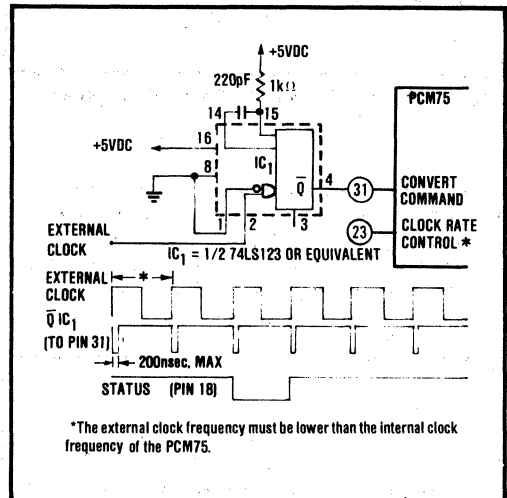 +5VDC
220pF
1kΩ
PCM75
14
15
16
+5VDC
IC1
8
Q̅
4
31
CONVERT COMMAND
23
CLOCK RATE CONTROL *
1
2
3
EXTERNAL CLOCK
IC1 = 1/2 74LS123 OR EQUIVALENT
EXTERNAL CLOCK
*
Q̅ IC1
(TO PIN 31)
200nsec, MAX
STATUS (PIN 18)
*The external clock frequency must be lower than the internal clock
frequency of the PCM75.